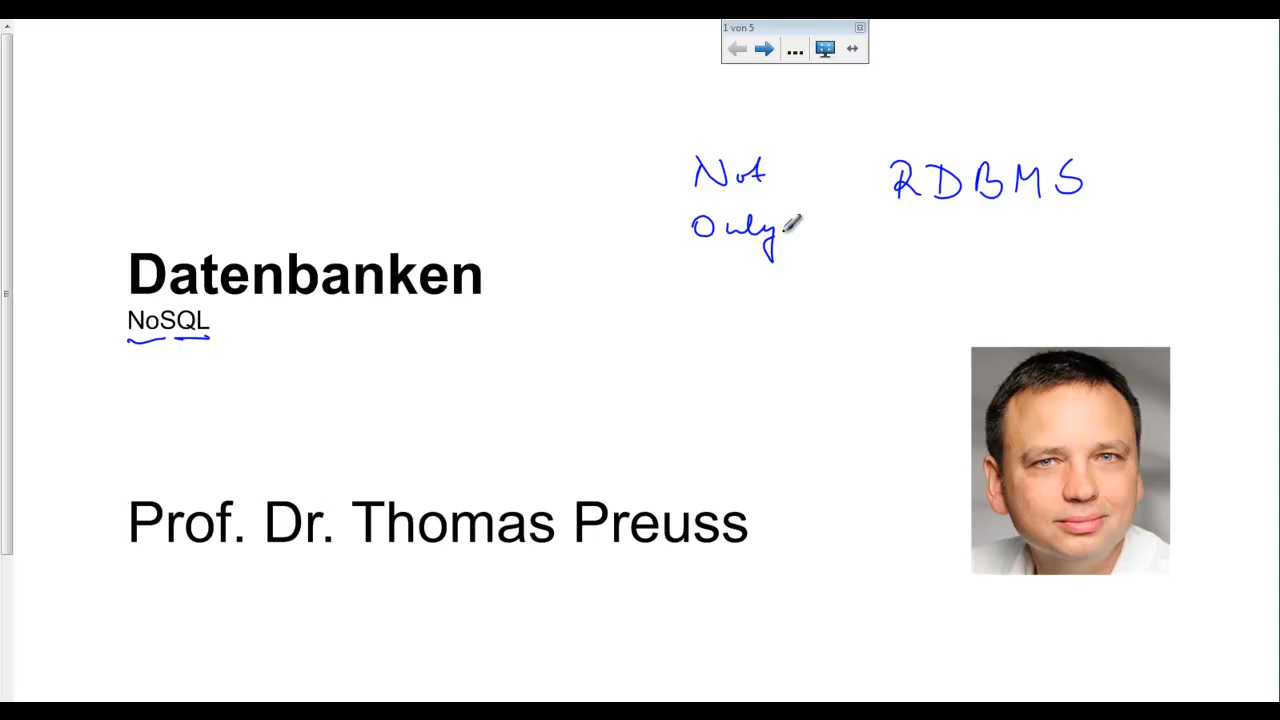 1 von 5
Not RDBMS
Only
Datenbanken
NoSQL
Prof. Dr. Thomas Preuss